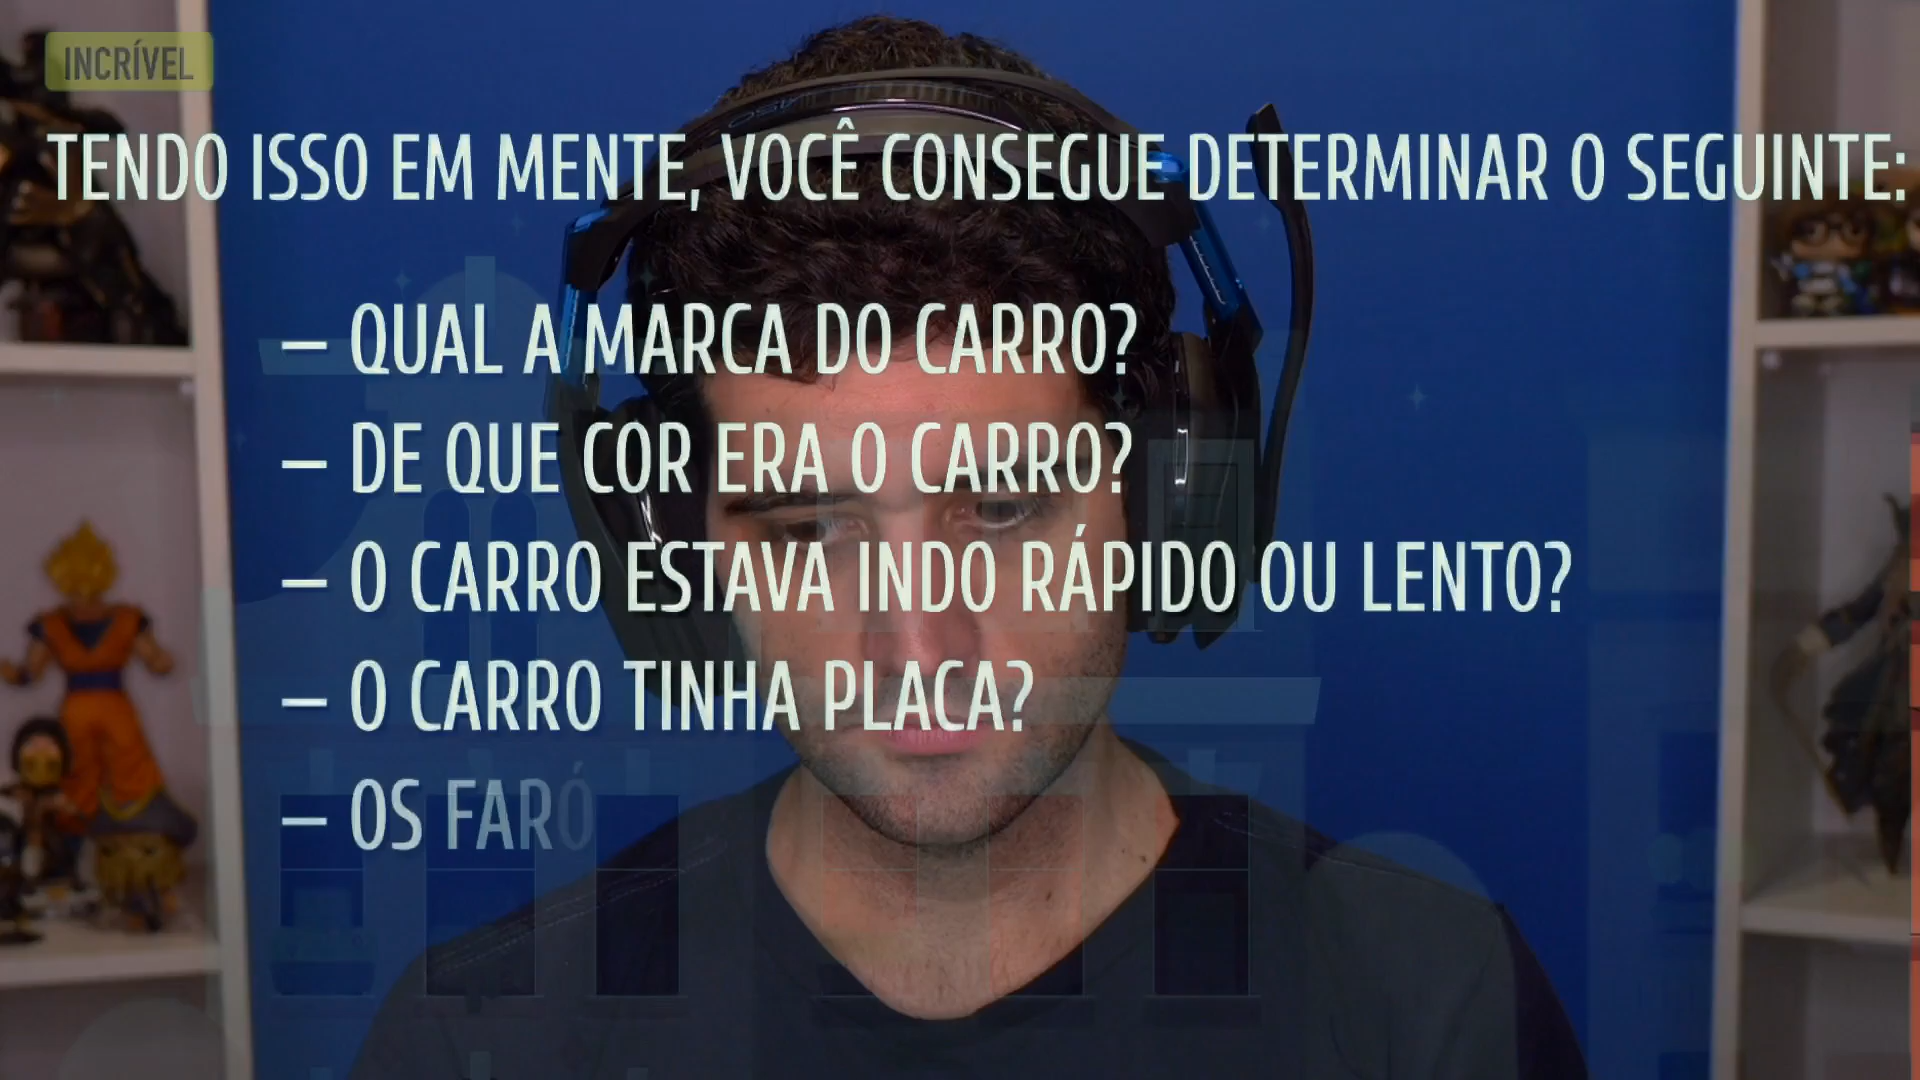 INCRÍVEL
TENDO ISSO EM MENTE, VOCÊ CONSEGUE DETERMINAR O SEGUINTE:
– QUAL A MARCA DO CARRO?
– DE QUE COR ERA O CARRO?
– O CARRO ESTAVA INDO RÁPIDO OU LENTO?
– O CARRO TINHA PLACA?
– OS FARÓ